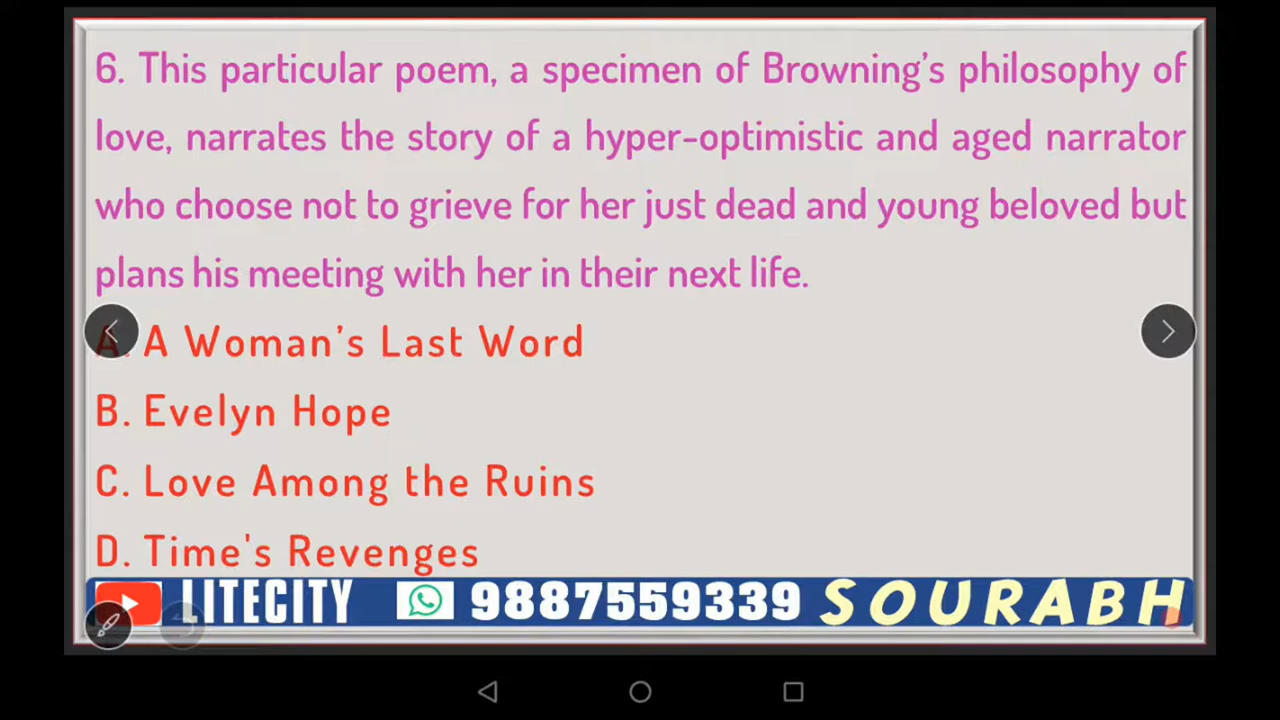 6. This particular poem, a specimen of Browning's philosophy of
love, narrates the story of a hyper-optimistic and aged narrator
who choose not to grieve for her just dead and young beloved but
plans his meeting with her in their next life.
A. A Woman's Last Word
B. Evelyn Hope
C. Love Among the Ruins
D. Time's Revenges
LITECITY 9887559339 SOURABH